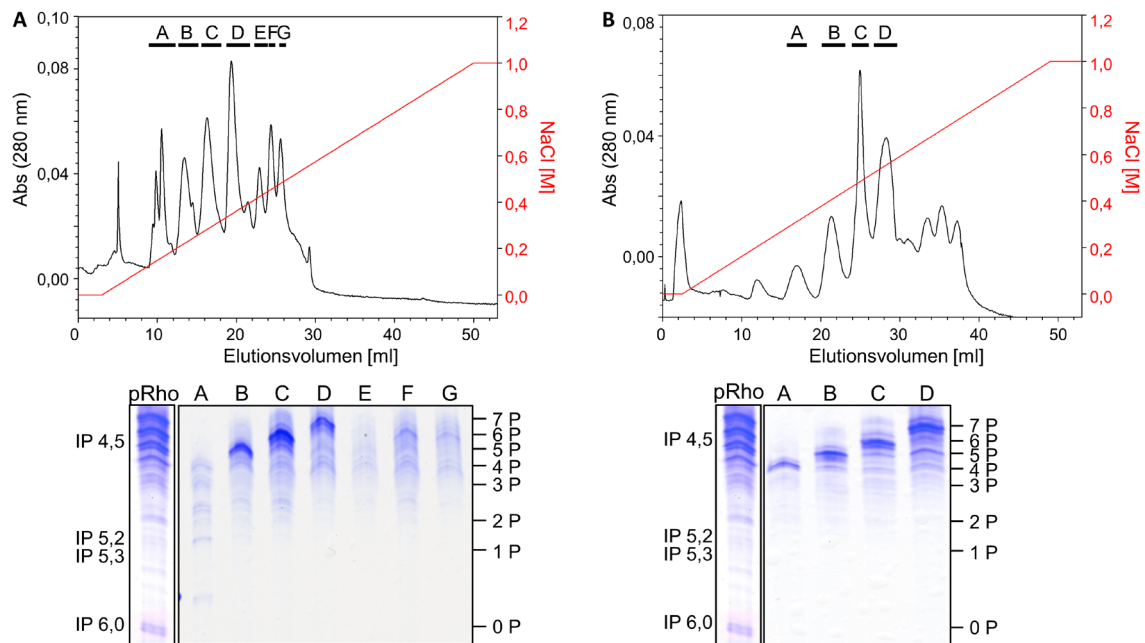 A
0,10
0,08
0,04
0,00
Abs (280 nm)
A B C D E F G
1,2
1,0
0,8
0,6
0,4
0,2
0,0
NaCl [M]
0 10 20 30 40 50
Elutionsvolumen [ml]
pRho A B C D E F G
IP 4,5
IP 5,2
IP 5,3
IP 6,0
7 P
6 P
5 P
4 P
3 P
2 P
1 P
0 P
B
0,08
0,04
0,00
Abs (280 nm)
A B C D
1,2
1,0
0,8
0,6
0,4
0,2
0,0
NaCl [M]
0 10 20 30 40 50
Elutionsvolumen [ml]
pRho A B C D
IP 4,5
IP 5,2
IP 5,3
IP 6,0
7 P
6 P
5 P
4 P
3 P
2 P
1 P
0 P